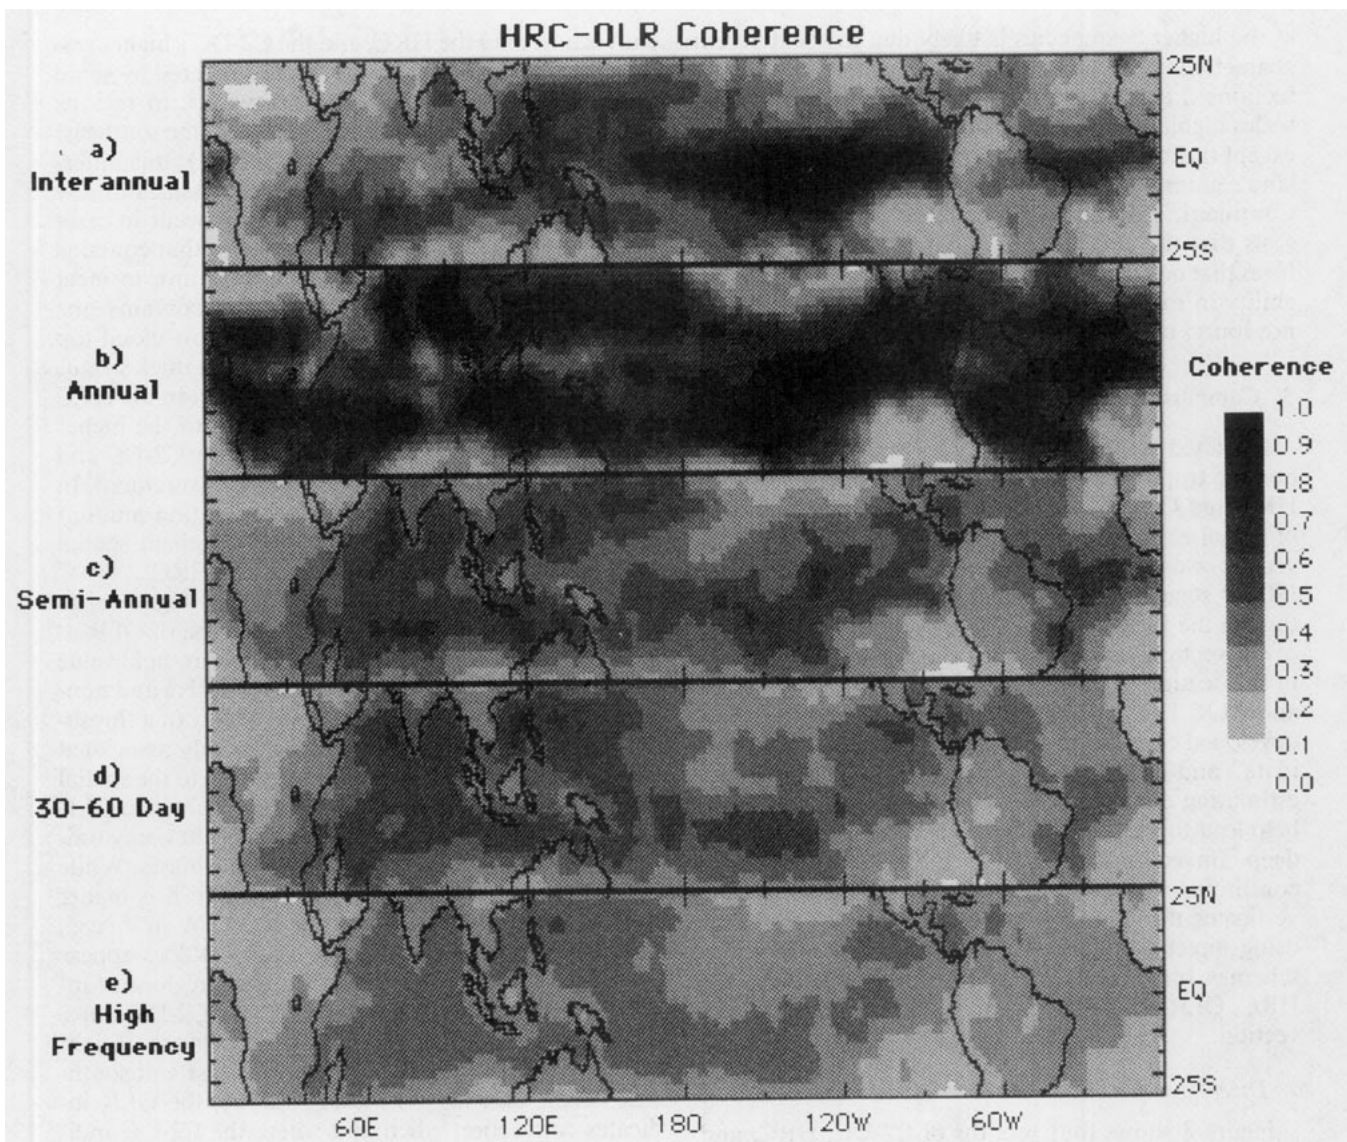 HRC-OLR Coherence
25N
a)
Interannual
EQ
25S
b)
Annual
Coherence
1.0
0.9
0.8
0.7
0.6
0.5
0.4
0.3
0.2
0.1
0.0
c)
Semi-Annual
d)
30-60 Day
25N
e)
High
Frequency
EQ
25S
60E
120E
180
120W
60W